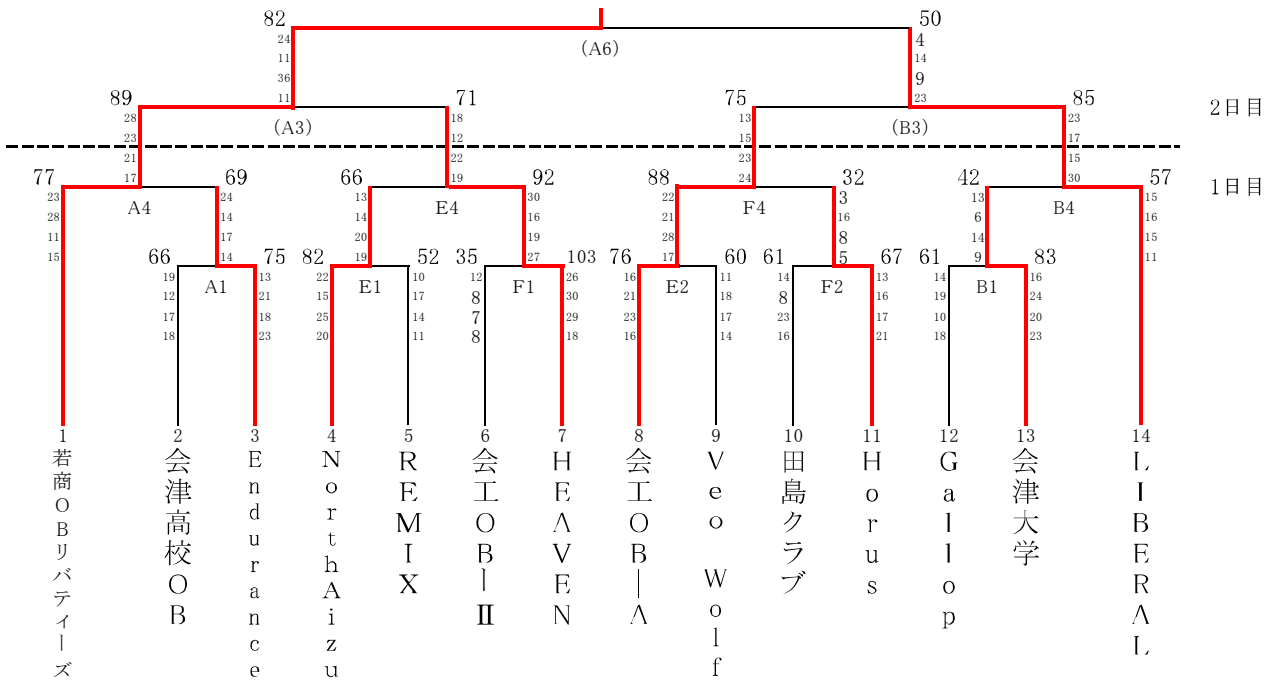 82 50
24 4
(A6)
11 14
36 9
11 23
89 71 75 85
2日目
28 18 13 23
(A3) (B3)
23 12 15 17
21 22 23 15
17 19 24 30
77 69 66 92 88 32 42 57
1日目
23 24 13 30 22 3 13 15
A4 E4 F4 B4
28 14 14 16 21 16 6 16
11 17 20 19 28 8 14 15
15 14 19 27 17 5 9 11
66 75 82 52 35 103 76 60 61 67 61 83
19 13 22 10 12 26 16 11 14 13 14 16
A1 E1 F1 E2 F2 B1
12 21 15 17 8 30 21 18 8 16 19 24
17 18 25 14 7 29 23 17 23 17 10 20
18 23 20 11 8 18 16 14 16 21 18 23
1 2 3 4 5 6 7 8 9 10 11 12 13 14
若商OBリバティーズ
会津高校OB
Endurance
NorthAizu
REMIX
会工OBーⅡ
HEAVEN
会工OB―A
Veo Wolf
田島クラブ
Horus
Gallop
会津大学
LIBERAL